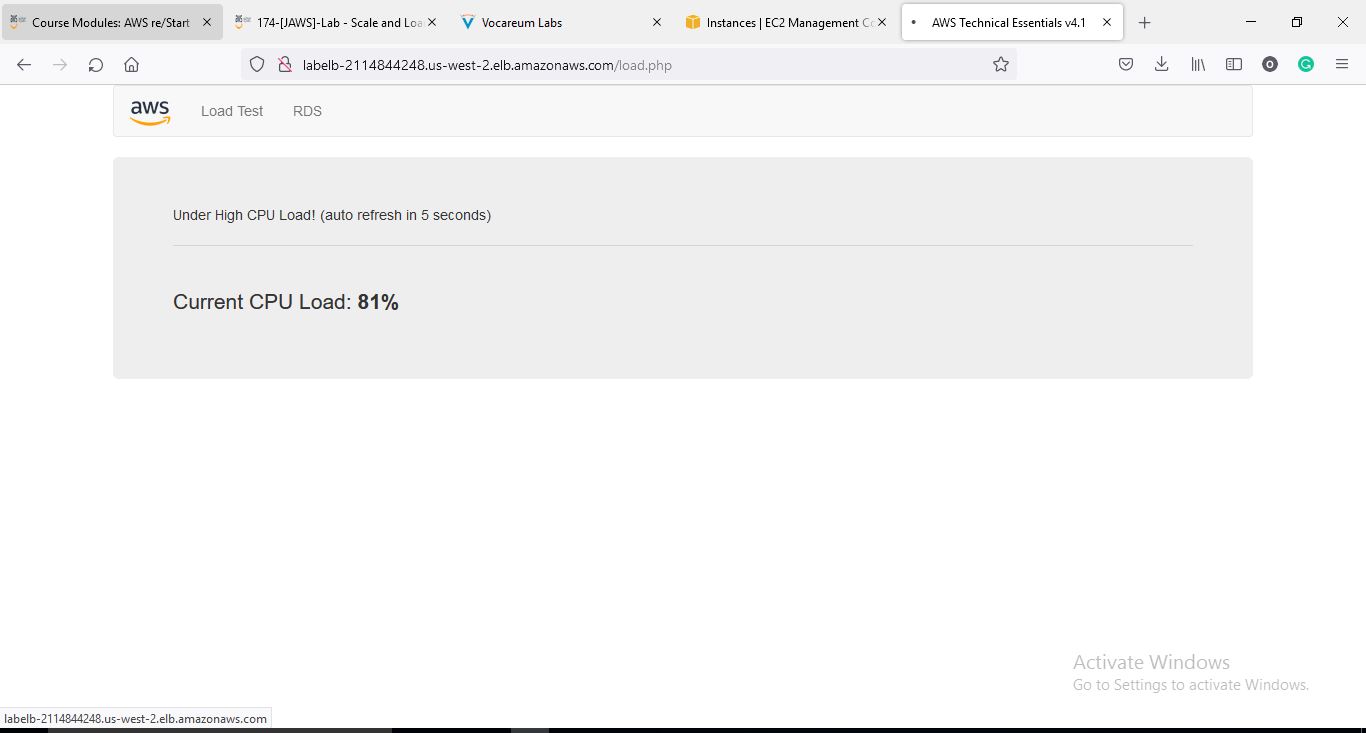 Course Modules: AWS re/Start
174-[JAWS]-Lab - Scale and Loa
Vocareum Labs
Instances | EC2 Management Co
AWS Technical Essentials v4.1
labelb-2114844248.us-west-2.elb.amazonaws.com/load.php
aws
Load Test
RDS
Under High CPU Load! (auto refresh in 5 seconds)
Current CPU Load: 81%
Activate Windows
Go to Settings to activate Windows.
labelb-2114844248.us-west-2.elb.amazonaws.com